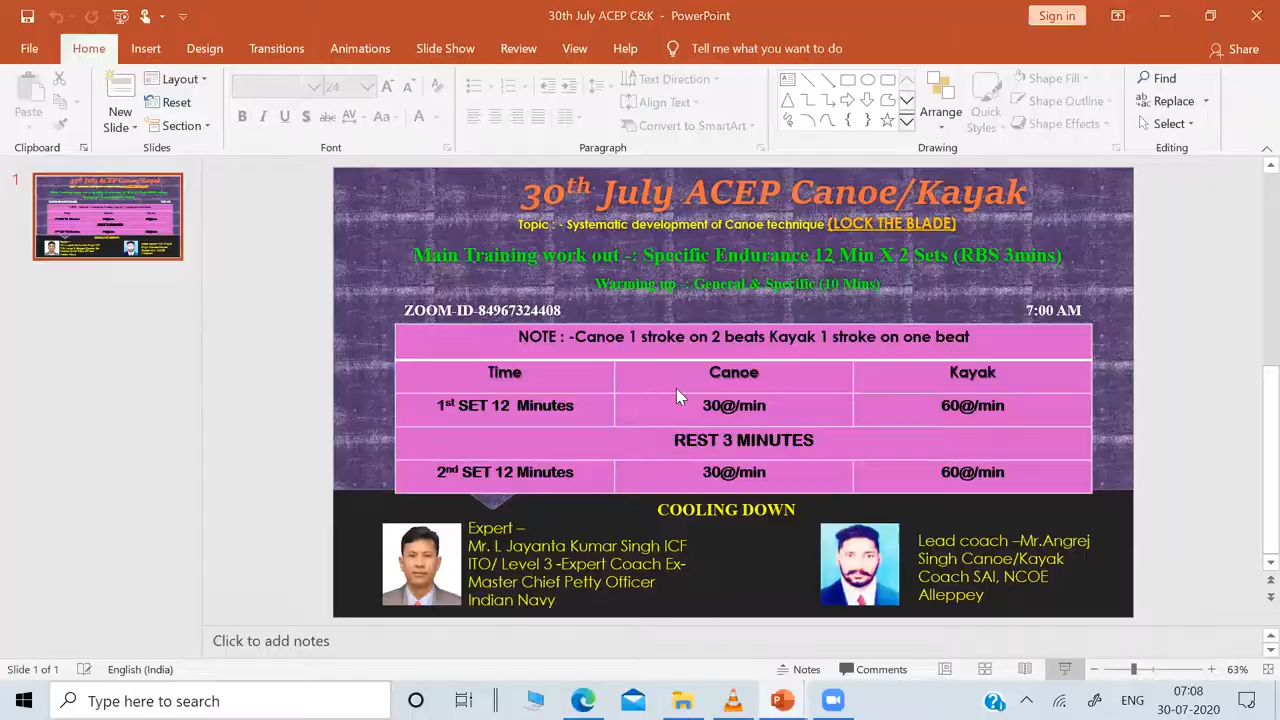 30th July ACEP C&K - PowerPoint
Sign in
File Home Insert Design Transitions Animations Slide Show Review View Help Tell me what you want to do Share
Paste
Clipboard
New Slide
Layout
Reset
Section
Slides
24
B I U S abc AV Aa A
Font
Text Direction
Align Text
Convert to SmartArt
Paragraph
Arrange
Quick Styles
Shape Fill
Shape Outline
Shape Effects
Drawing
Find
Replace
Select
Editing
1
30th July ACEP Canoe/Kayak
Topic : - Systematic development of Canoe technique (LOCK THE BLADE)
Main Training work out -: Specific Endurance 12 Min X 2 Sets (RBS 3mins)
Warming up -: General & Specific (10 Mins)
ZOOM-ID-84967324408 7:00 AM
NOTE : -Canoe 1 stroke on 2 beats Kayak 1 stroke on one beat
Time Canoe Kayak
1st SET 12 Minutes 30@/min 60@/min
REST 3 MINUTES
2nd SET 12 Minutes 30@/min 60@/min
COOLING DOWN
Expert –
Mr. L Jayanta Kumar Singh ICF
ITO/ Level 3 -Expert Coach Ex-
Master Chief Petty Officer
Indian Navy
Lead coach –Mr.Angrej
Singh Canoe/Kayak
Coach SAI, NCOE
Alleppey
Click to add notes
Slide 1 of 1 English (India) Notes Comments 63%
Type here to search
ENG
07:08
30-07-2020